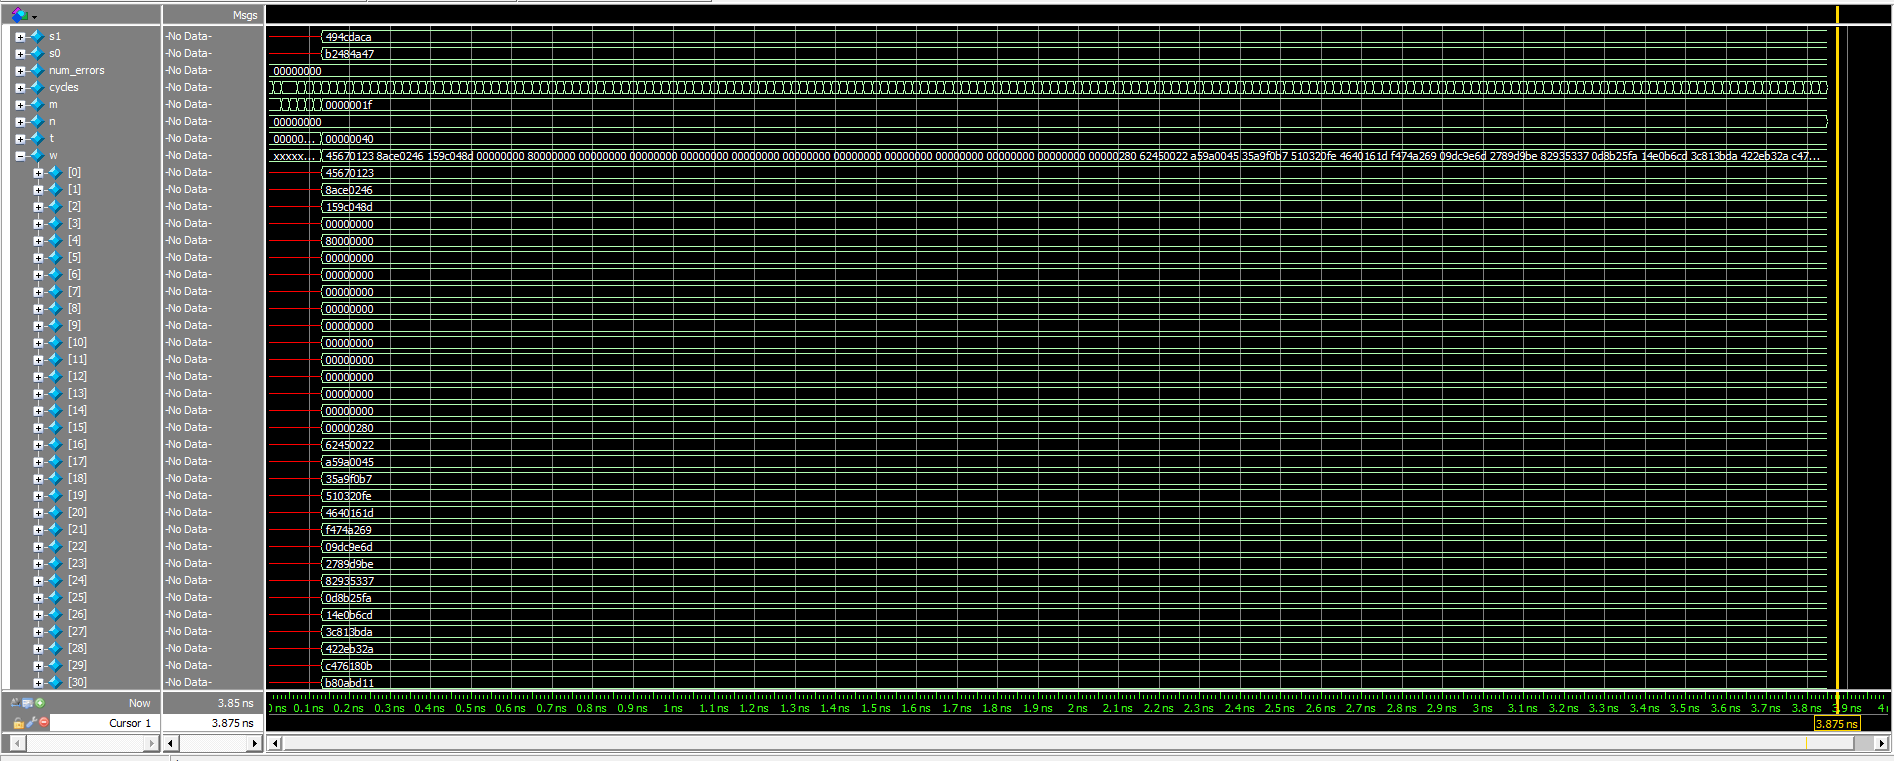 Msgs
s1 -No Data- 494cdaca
s0 -No Data- b2484a47
num_errors -No Data- 00000000
cycles -No Data-
m -No Data- 0000001f
n -No Data- 00000000
t -No Data- 00000... 00000040
w -No Data- xxxxx... 45670123 8ace0246 159c048d 00000000 80000000 00000000 00000000 00000000 00000000 00000000 00000000 00000000 00000000 00000000 00000000 00000280 62450022 a59a0045 35a9f0b7 510320fe 4640161d f474a269 09dc9e6d 2789d9be 82935337 0d8b25fa 14e0b6cd 3c813bda 422eb32a c47...
[0] -No Data- 45670123
[1] -No Data- 8ace0246
[2] -No Data- 159c048d
[3] -No Data- 00000000
[4] -No Data- 80000000
[5] -No Data- 00000000
[6] -No Data- 00000000
[7] -No Data- 00000000
[8] -No Data- 00000000
[9] -No Data- 00000000
[10] -No Data- 00000000
[11] -No Data- 00000000
[12] -No Data- 00000000
[13] -No Data- 00000000
[14] -No Data- 00000000
[15] -No Data- 00000280
[16] -No Data- 62450022
[17] -No Data- a59a0045
[18] -No Data- 35a9f0b7
[19] -No Data- 510320fe
[20] -No Data- 4640161d
[21] -No Data- f474a269
[22] -No Data- 09dc9e6d
[23] -No Data- 2789d9be
[24] -No Data- 82935337
[25] -No Data- 0d8b25fa
[26] -No Data- 14e0b6cd
[27] -No Data- 3c813bda
[28] -No Data- 422eb32a
[29] -No Data- c476180b
[30] -No Data- b80abd11
Now 3.85 ns
ns 0.1 ns 0.2 ns 0.3 ns 0.4 ns 0.5 ns 0.6 ns 0.7 ns 0.8 ns 0.9 ns 1 ns 1.1 ns 1.2 ns 1.3 ns 1.4 ns 1.5 ns 1.6 ns 1.7 ns 1.8 ns 1.9 ns 2 ns 2.1 ns 2.2 ns 2.3 ns 2.4 ns 2.5 ns 2.6 ns 2.7 ns 2.8 ns 2.9 ns 3 ns 3.1 ns 3.2 ns 3.3 ns 3.4 ns 3.5 ns 3.6 ns 3.7 ns 3.8 ns 3.9 ns 4
Cursor 1 3.875 ns 3.875 ns